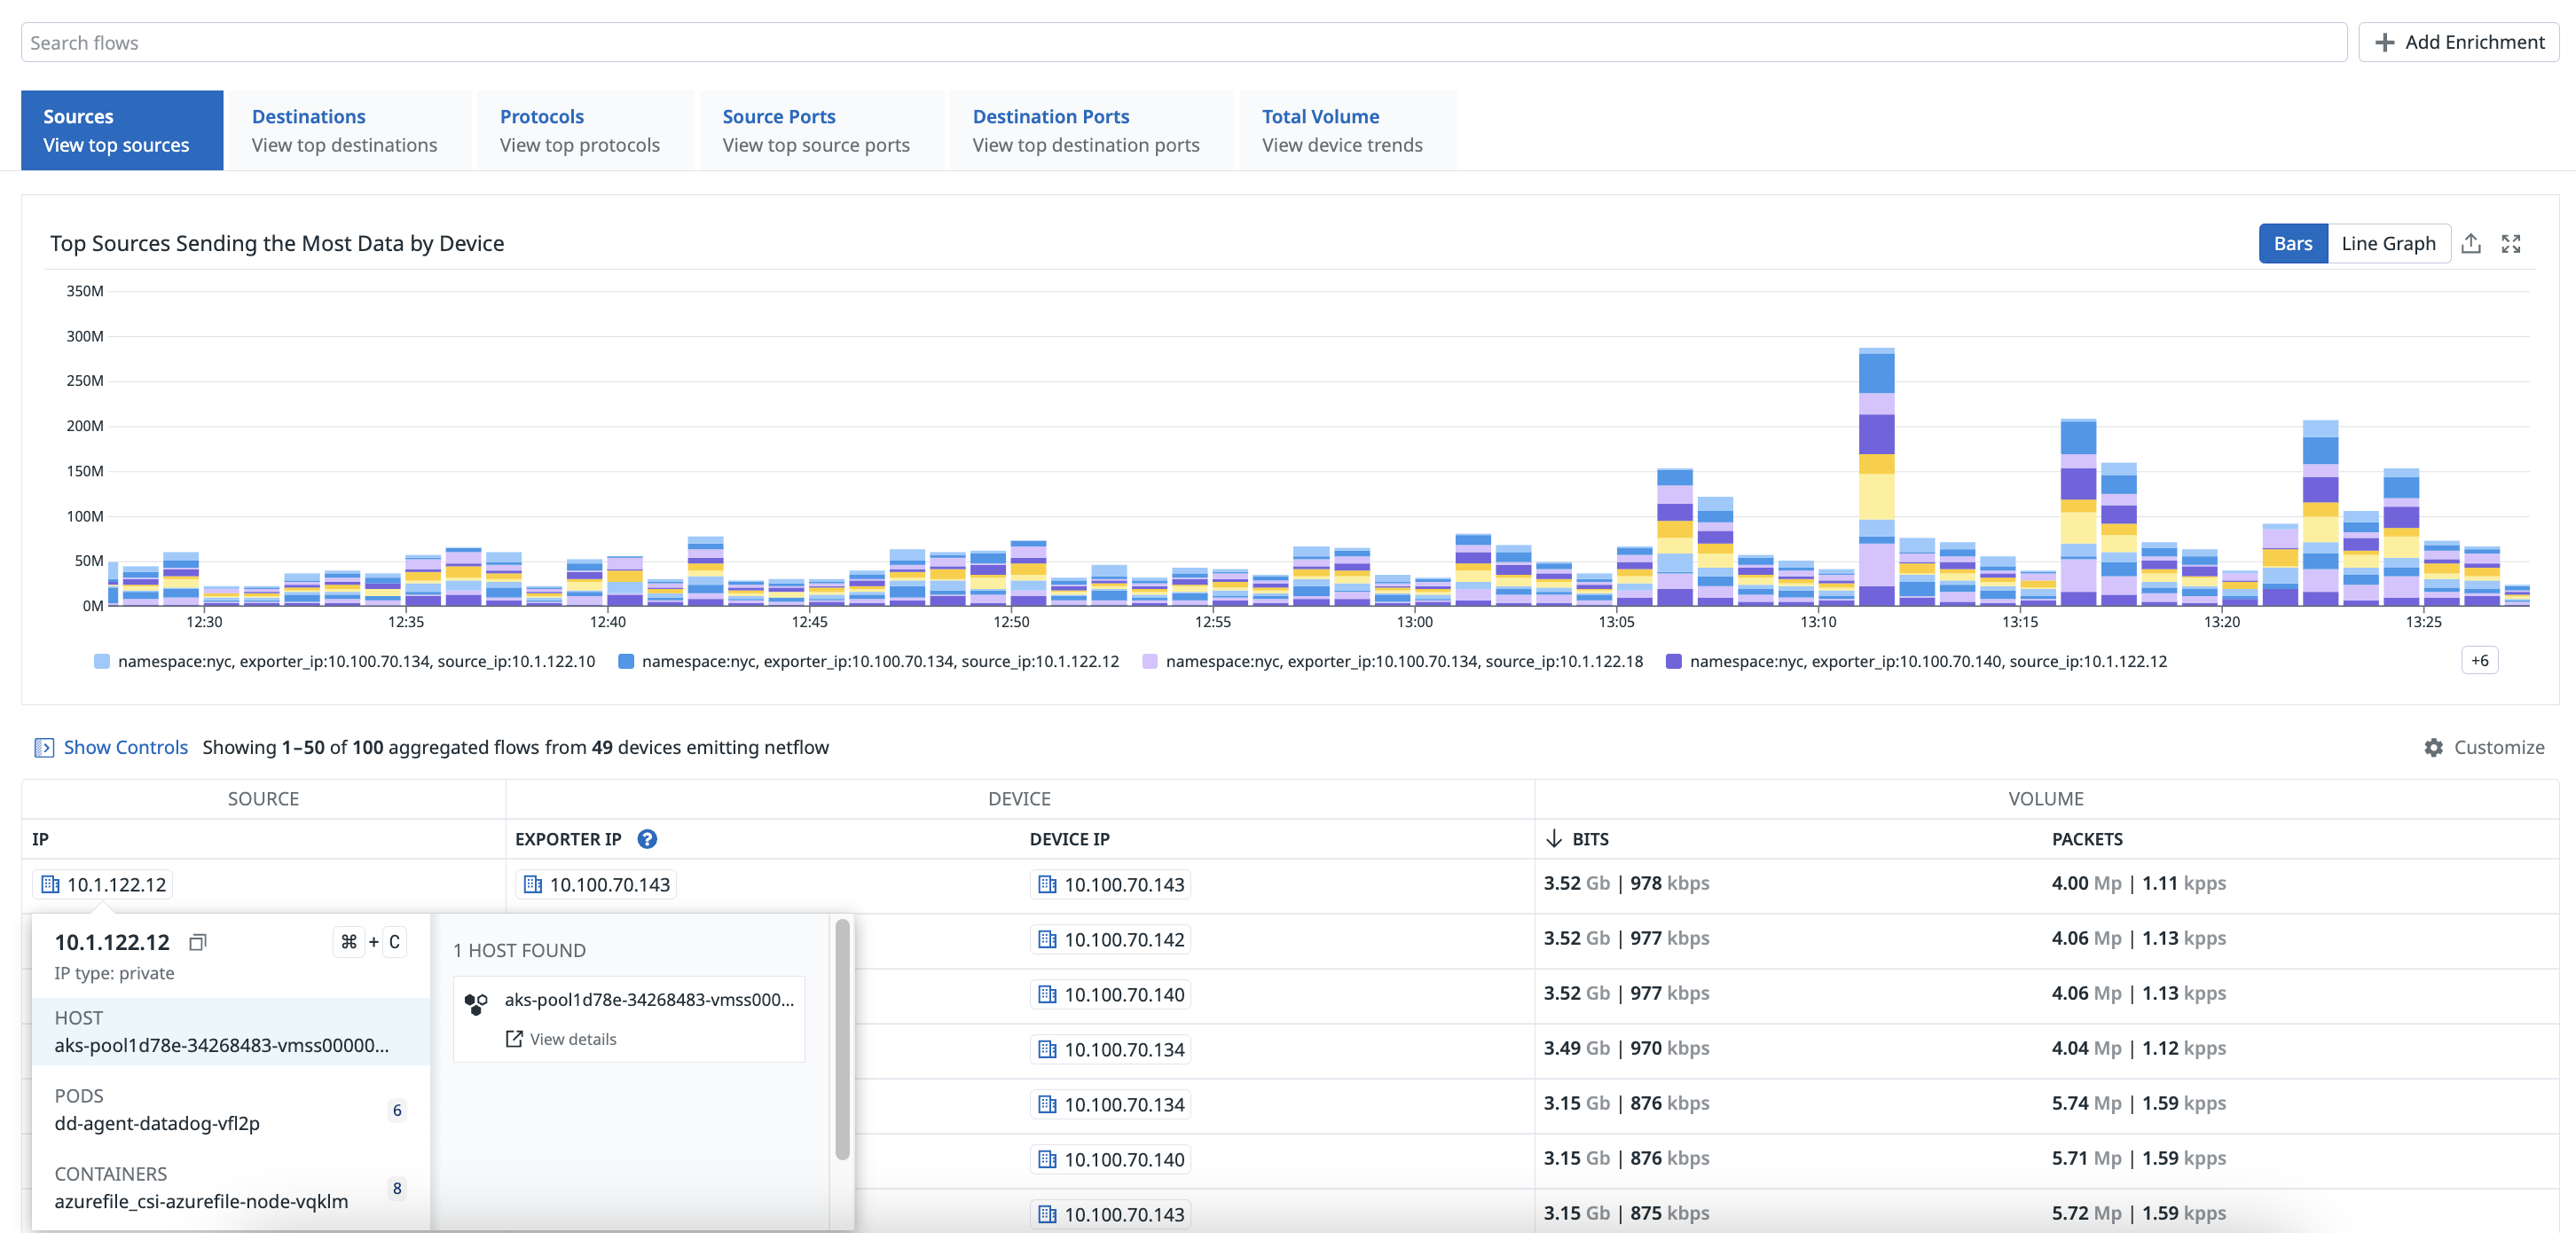 Search flows
Add Enrichment
Sources
View top sources
Destinations
View top destinations
Protocols
View top protocols
Source Ports
View top source ports
Destination Ports
View top destination ports
Total Volume
View device trends
Top Sources Sending the Most Data by Device
Bars
Line Graph
350M
300M
250M
200M
150M
100M
50M
0M
12:30 12:35 12:40 12:45 12:50 12:55 13:00 13:05 13:10 13:15 13:20 13:25
namespace:nyc, exporter_ip:10.100.70.134, source_ip:10.1.122.10
namespace:nyc, exporter_ip:10.100.70.134, source_ip:10.1.122.12
namespace:nyc, exporter_ip:10.100.70.134, source_ip:10.1.122.18
namespace:nyc, exporter_ip:10.100.70.140, source_ip:10.1.122.12
+6
Show Controls Showing 1–50 of 100 aggregated flows from 49 devices emitting netflow
Customize
SOURCE DEVICE VOLUME
IP EXPORTER IP ? DEVICE IP ↓ BITS PACKETS
10.1.122.12 10.100.70.143 10.100.70.143 3.52 Gb | 978 kbps 4.00 Mp | 1.11 kpps
10.100.70.142 3.52 Gb | 977 kbps 4.06 Mp | 1.13 kpps
10.100.70.140 3.52 Gb | 977 kbps 4.06 Mp | 1.13 kpps
10.100.70.134 3.49 Gb | 970 kbps 4.04 Mp | 1.12 kpps
10.100.70.134 3.15 Gb | 876 kbps 5.74 Mp | 1.59 kpps
10.100.70.140 3.15 Gb | 876 kbps 5.71 Mp | 1.59 kpps
10.100.70.143 3.15 Gb | 875 kbps 5.72 Mp | 1.59 kpps
10.1.122.12 ⌘ + C
IP type: private
HOST
aks-pool1d78e-34268483-vmss00000...
PODS
dd-agent-datadog-vfl2p
6
CONTAINERS
azurefile_csi-azurefile-node-vqklm
8
1 HOST FOUND
aks-pool1d78e-34268483-vmss000...
View details